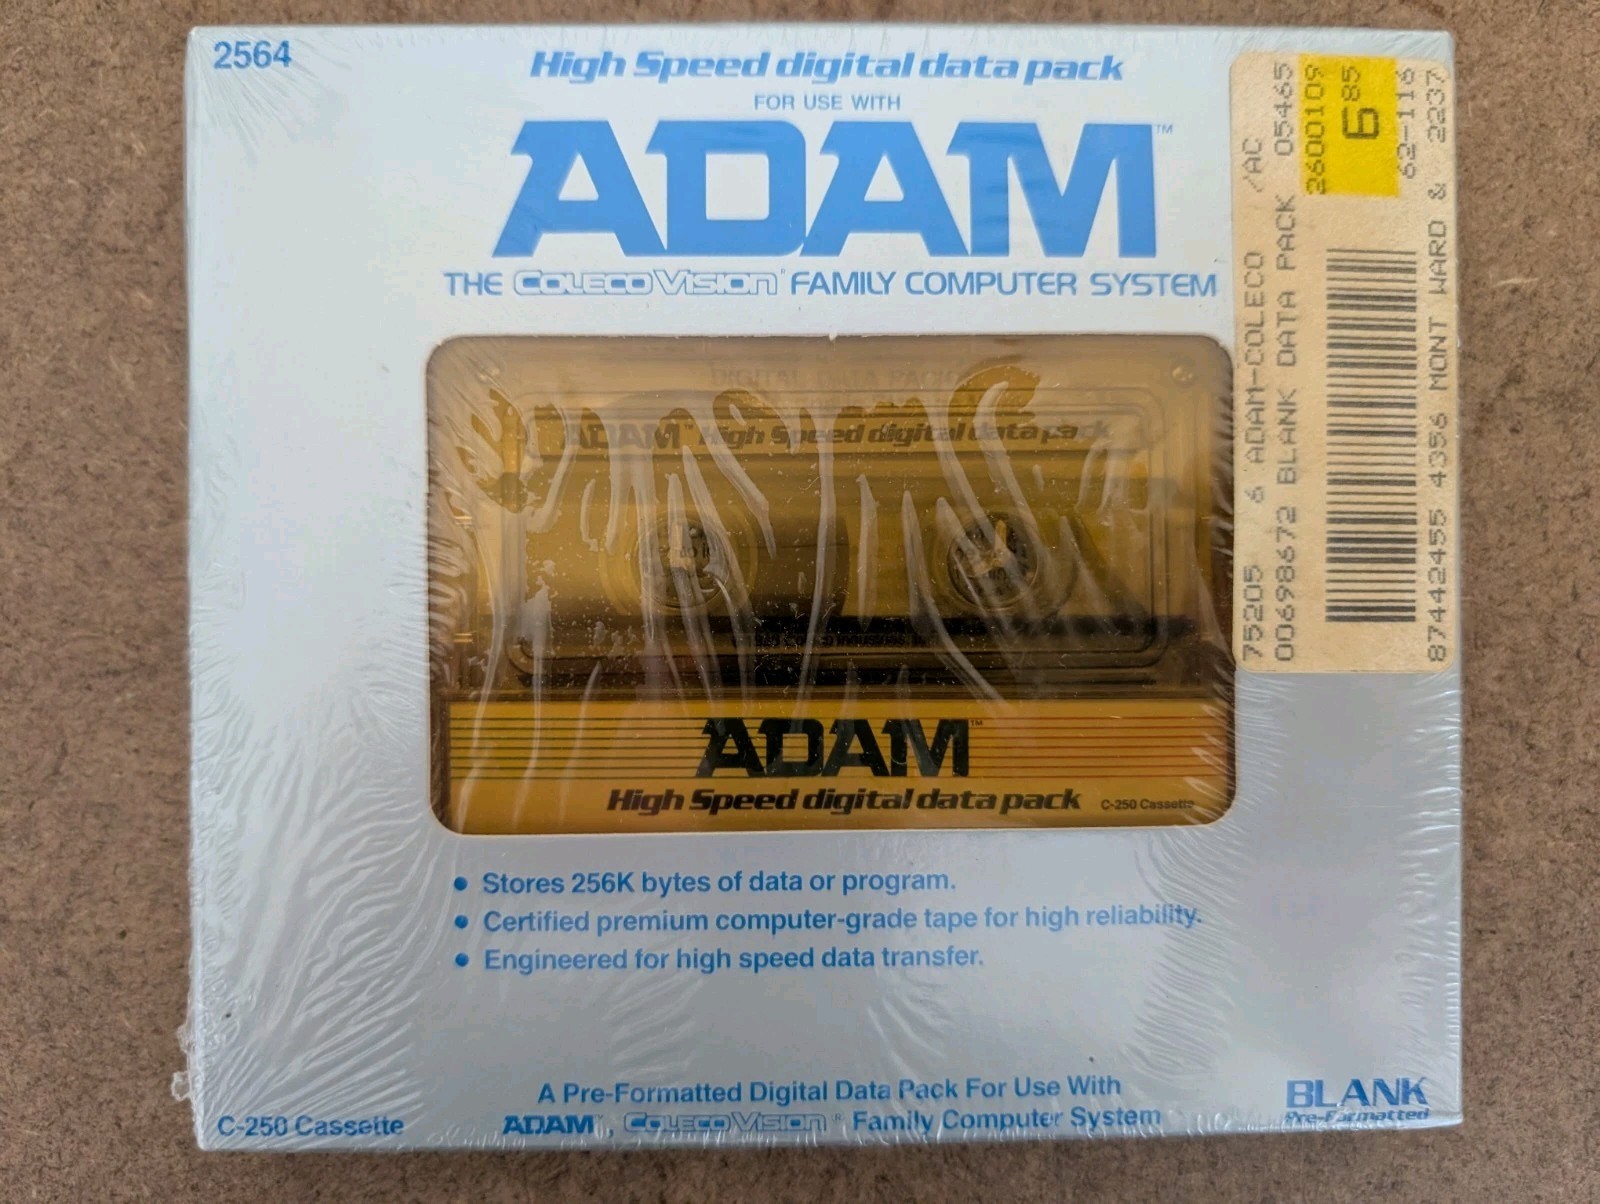 2564
High Speed digital data pack
FOR USE WITH
ADAM™
THE COLECOVISION® FAMILY COMPUTER SYSTEM
75205 6 ADAM-COLECO /AC
00698672 BLANK DATA PACK 05465
2600109
6 85
62-116
87442455 4356 MONT WARD & 2237
DIGITAL DATA PACK
ADAM™ High Speed digital data pack
ADAM™
High Speed digital data pack C-250 Cassette
• Stores 256K bytes of data or program.
• Certified premium computer-grade tape for high reliability.
• Engineered for high speed data transfer.
A Pre-Formatted Digital Data Pack For Use With
ADAM™, COLECOVISION® Family Computer System
C-250 Cassette
BLANK
Pre-Formatted